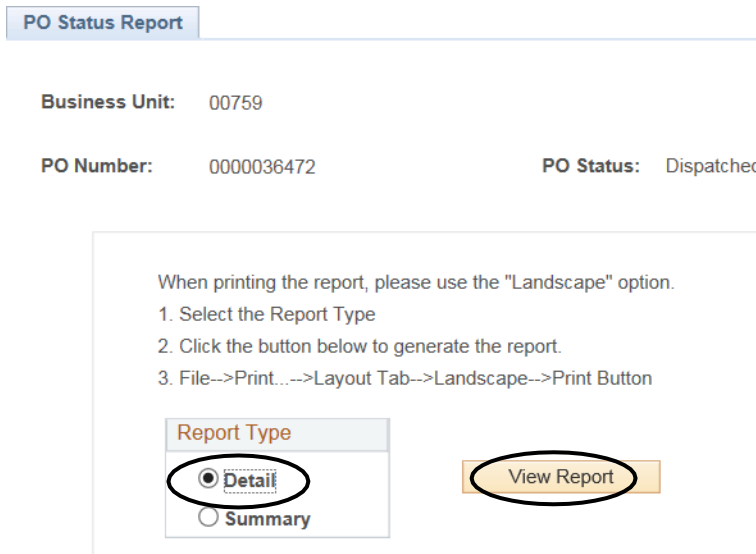 PO Status Report
Business Unit: 00759
PO Number: 0000036472 PO Status: Dispatched
When printing the report, please use the "Landscape" option.
1. Select the Report Type
2. Click the button below to generate the report.
3. File-->Print...-->Layout Tab-->Landscape-->Print Button
Report Type
Detail View Report
Summary